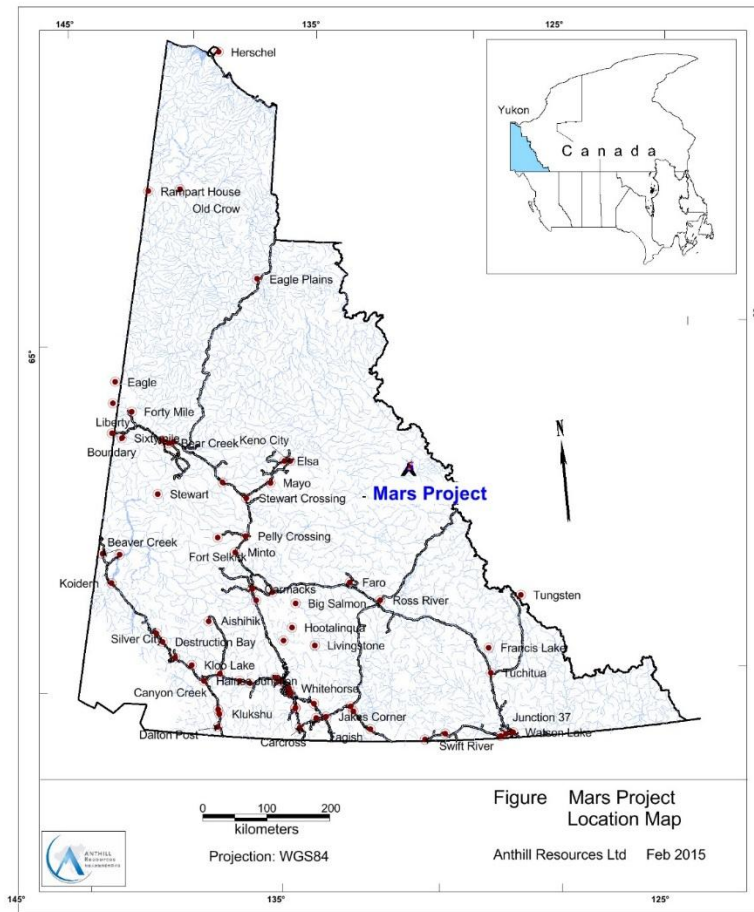 145°
135°
125°
Herschel
Yukon
Canada
Rampart House
Old Crow
Eagle Plains
65°
Eagle
Forty Mile
Liberty
Sixtymile
Keno City
Bear Creek
Boundary
Elsa
N
Stewart
Mayo
Mars Project
Stewart Crossing
Pelly Crossing
Beaver Creek
Fort Selkirk
Minto
Koidern
Carmacks
Faro
Tungsten
Big Salmon
Ross River
Aishihik
Silver City
Hootalinqua
Destruction Bay
Livingstone
Francis Lake
Kloo Lake
Tuchitua
Haines Junction
Canyon Creek
Whitehorse
Klukshu
Jakes Corner
Junction 37
Dalton Post
Carcross
Tagish
Watson Lake
Swift River
0 100 200
kilometers
Projection: WGS84
Figure Mars Project
Location Map
Anthill Resources Ltd Feb 2015
ANTHILL
RESOURCES
145°
135°
125°